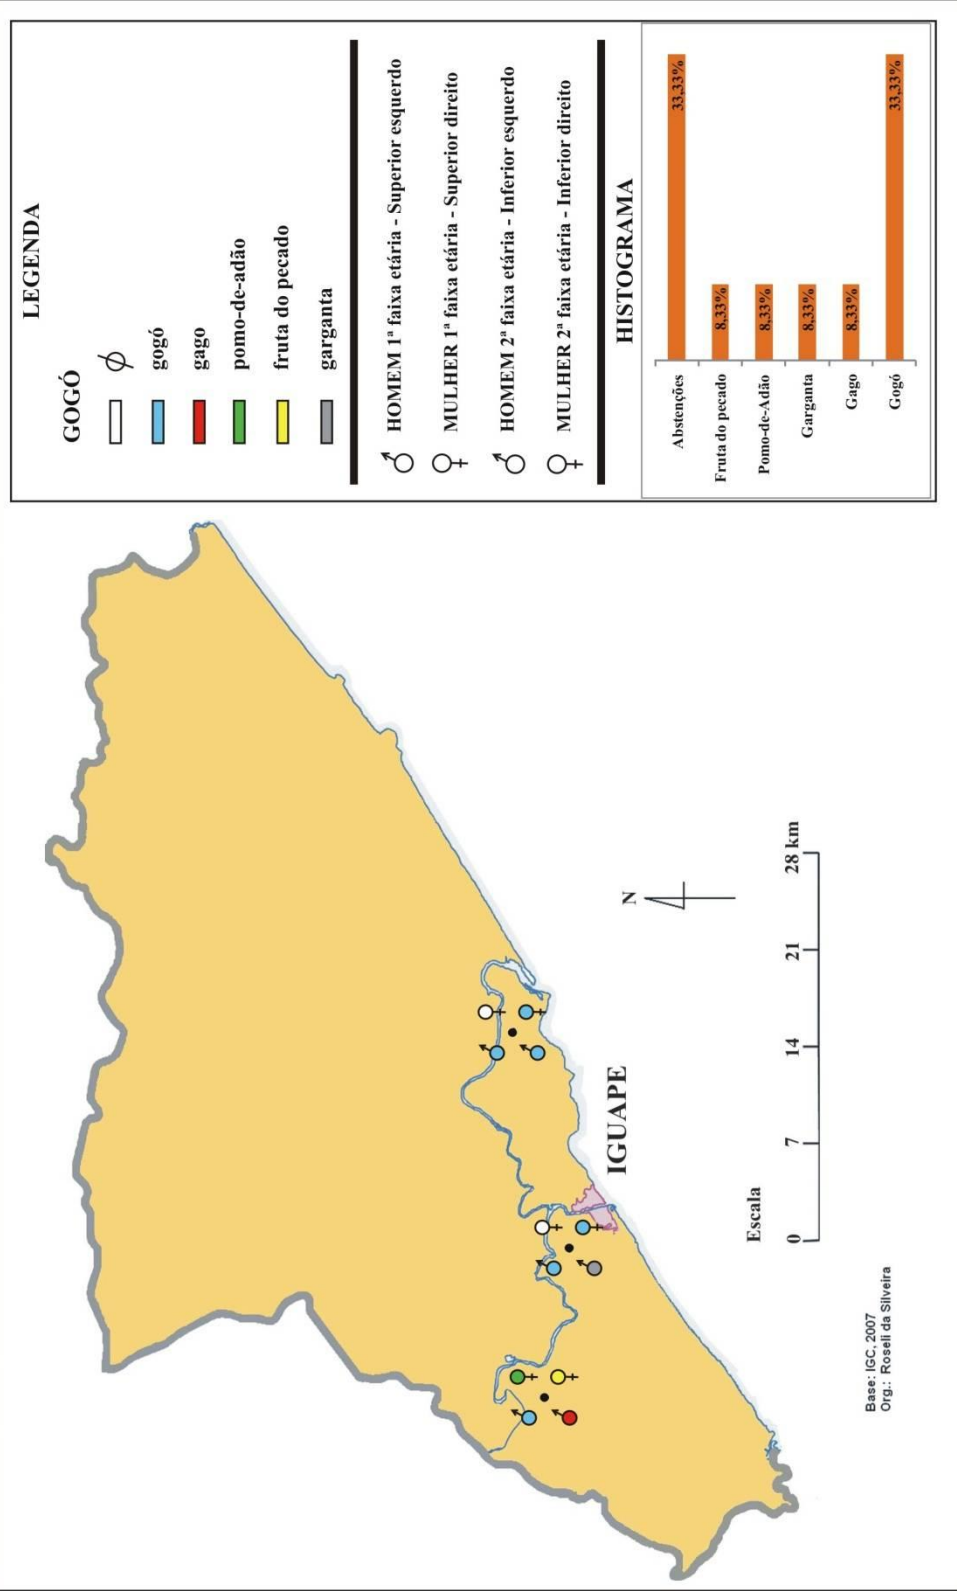 LEGENDA
GOGÓ
ϕ
gogó
gago
pomo-de-adão
fruta do pecado
garganta
HOMEM 1ª faixa etária - Superior esquerdo
MULHER 1ª faixa etária - Superior direito
HOMEM 2ª faixa etária - Inferior esquerdo
MULHER 2ª faixa etária - Inferior direito
HISTOGRAMA
Abstenções 33,33%
Fruta do pecado 8,33%
Pomo-de-Adão 8,33%
Garganta 8,33%
Gago 8,33%
Gogó 33,33%
IGUAPE
N
Escala
0 7 14 21 28 km
Base: IGC, 2007
Org.: Roseli da Silveira